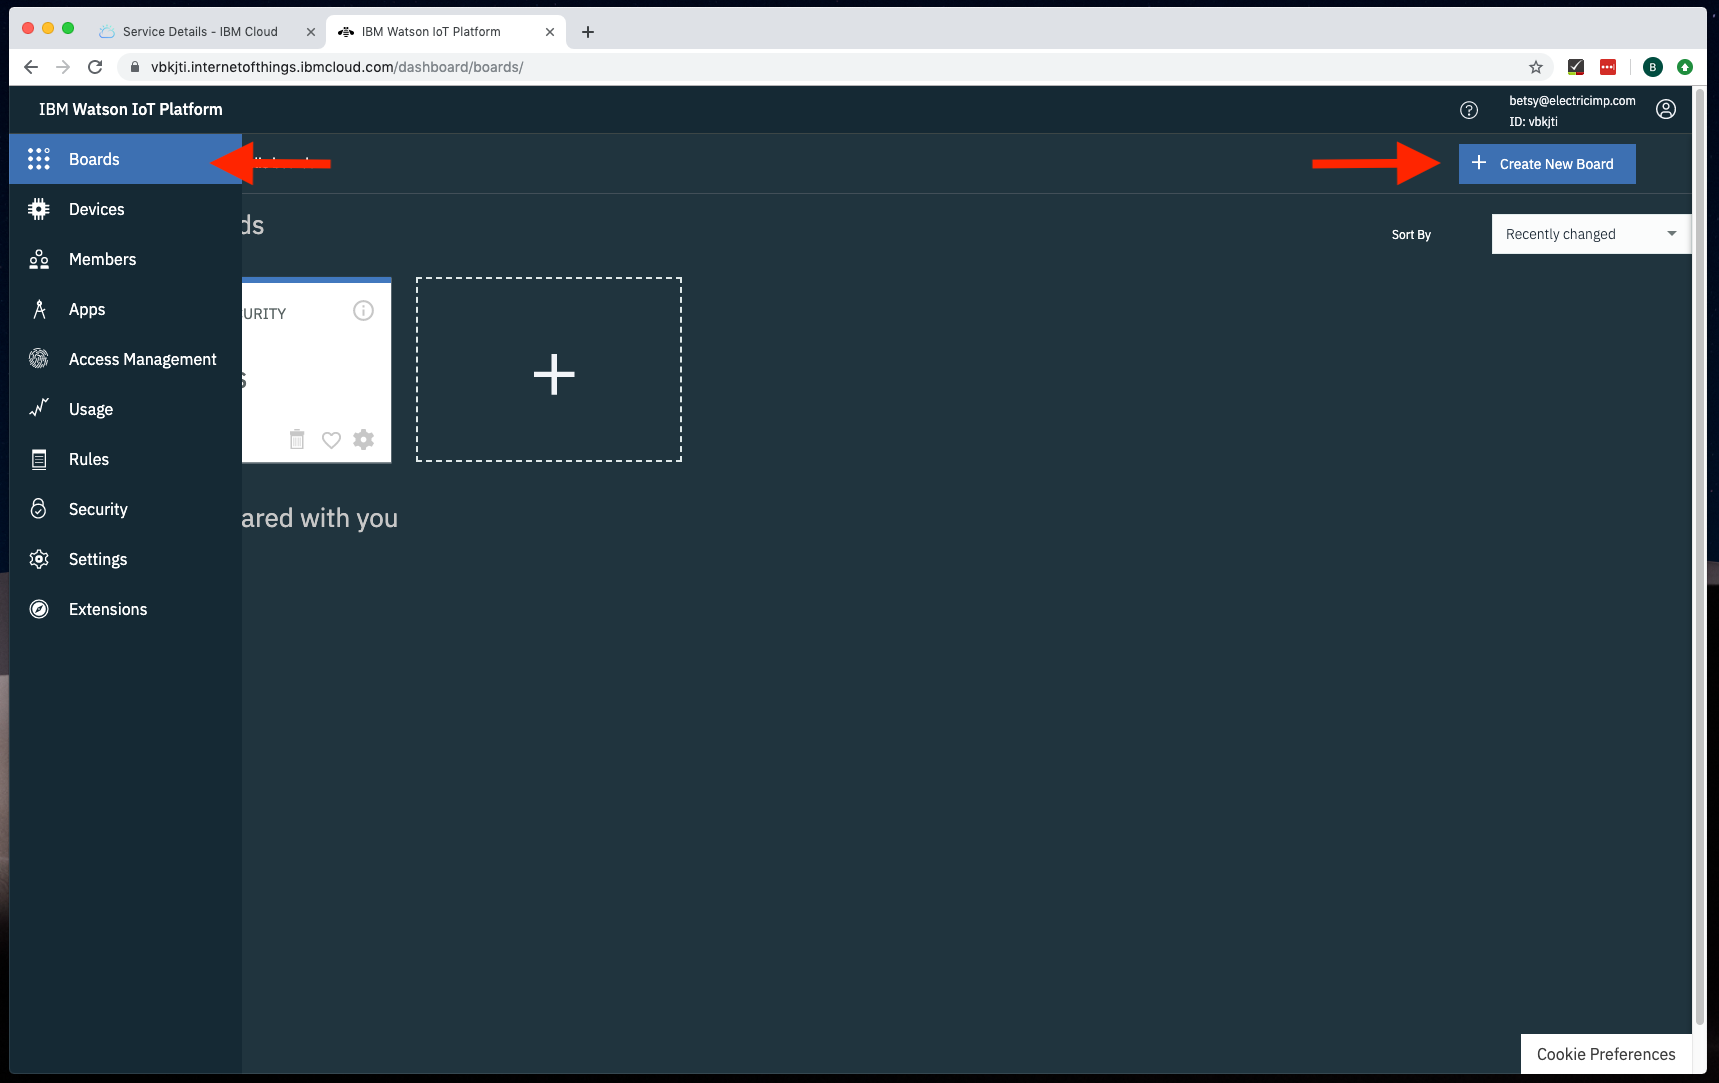 Service Details - IBM Cloud
IBM Watson IoT Platform
vbkjti.internetofthings.ibmcloud.com/dashboard/boards/
B
IBM Watson IoT Platform
betsy@electricimp.com
ID: vbkjti
Boards
Create New Board
Devices
ds
Sort By
Recently changed
Members
Apps
URITY
Access Management
S
Usage
Rules
Security
ared with you
Settings
Extensions
Cookie Preferences